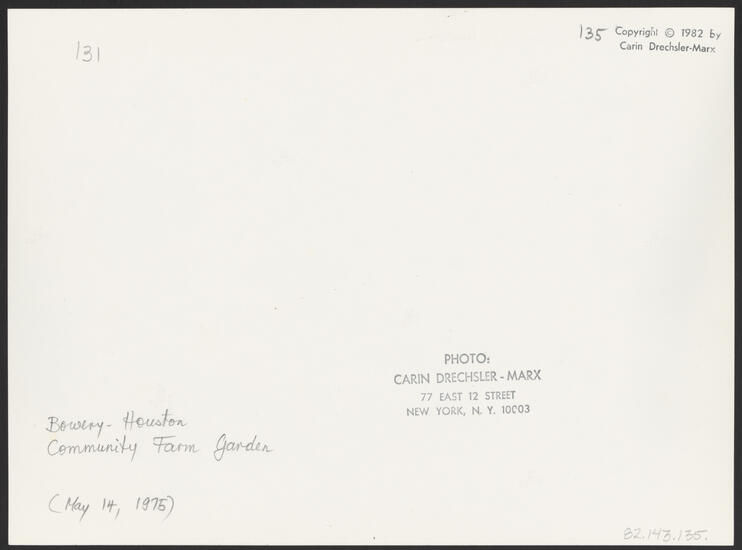 131
135 Copyright © 1982 by
Carin Drechsler-Marx
PHOTO:
CARIN DRECHSLER-MARX
77 EAST 12 STREET
NEW YORK, N. Y. 10003
Bowery-Houston
Community Farm Garden
(May 14, 1975)
82.143.135.